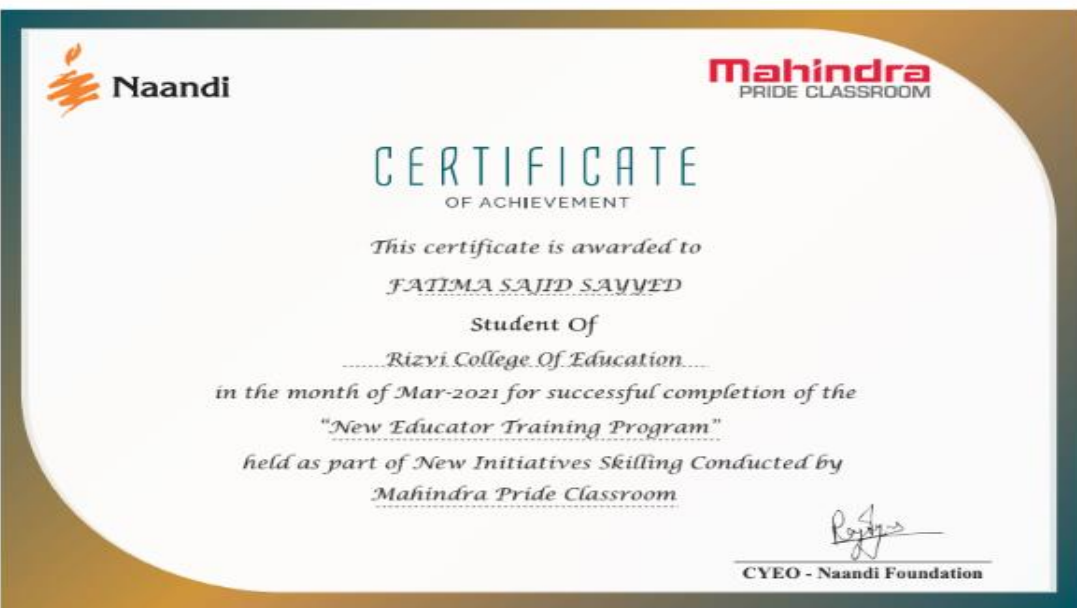 Naandi
Mahindra
PRIDE CLASSROOM
CERTIFICATE
OF ACHIEVEMENT
This certificate is awarded to
FATIMA SAJID SAYYED
Student Of
Rizvi College Of Education
in the month of Mar-2021 for successful completion of the
"New Educator Training Program"
held as part of New Initiatives Skilling Conducted by
Mahindra Pride Classroom
CYEO - Naandi Foundation